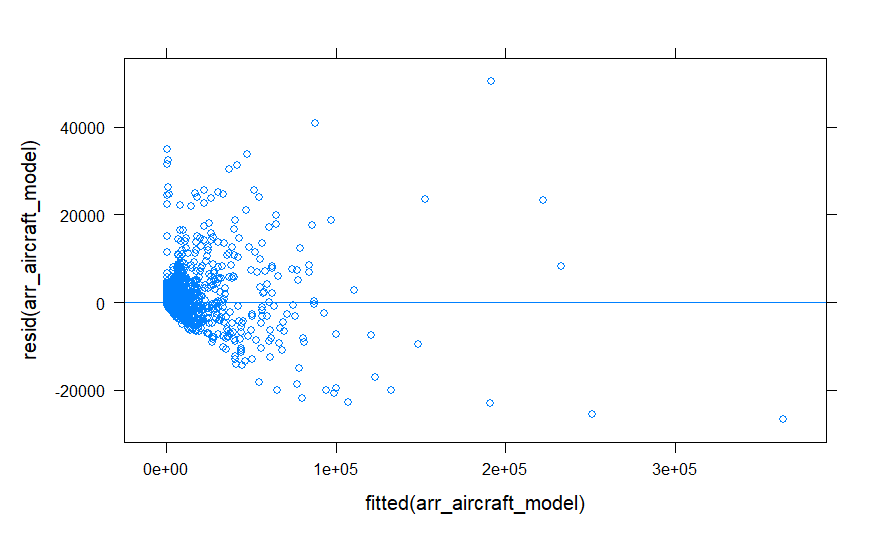 40000
20000
0
-20000
resid(arr_aircraft_model)
0e+00 1e+05 2e+05 3e+05
fitted(arr_aircraft_model)